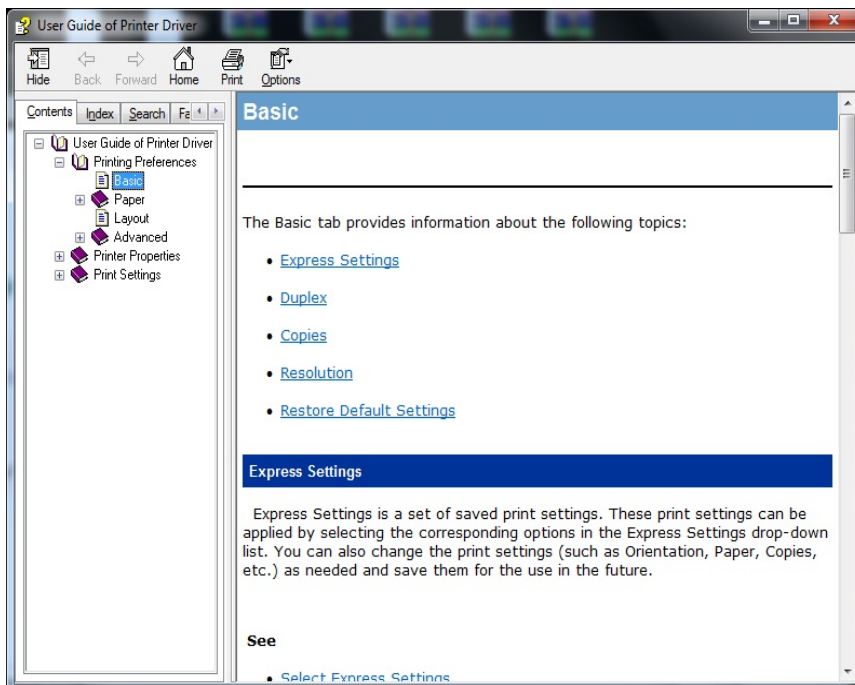 User Guide of Printer Driver
Hide Back Forward Home Print Options
Contents Index Search Fa
User Guide of Printer Driver
Printing Preferences
Basic
Paper
Layout
Advanced
Printer Properties
Print Settings
Basic
The Basic tab provides information about the following topics:
• Express Settings
• Duplex
• Copies
• Resolution
• Restore Default Settings
Express Settings
Express Settings is a set of saved print settings. These print settings can be
applied by selecting the corresponding options in the Express Settings drop-down
list. You can also change the print settings (such as Orientation, Paper, Copies,
etc.) as needed and save them for the use in the future.
See
• Select Express Settings